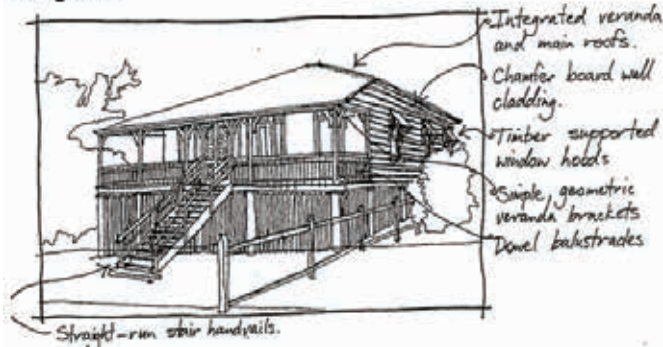 Integrated veranda
and main roofs.
Chamfer board wall
cladding.
Timber supported
window hoods
Simple, geometric
veranda brackets
Dowel balustrades
Straight-run stair handrails.